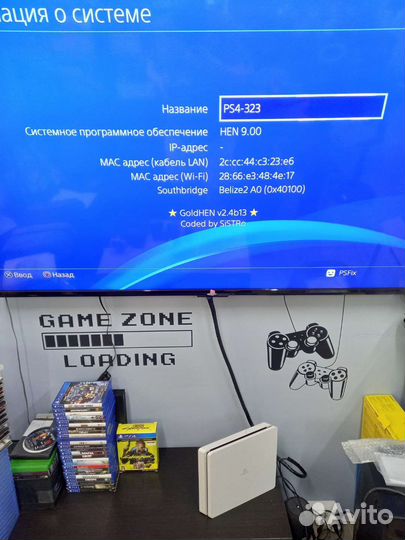 ация о системе
Название PS4-323
Системное программное обеспечение HEN 9.00
IP-адрес -
MAC адрес (кабель LAN) 2c:cc:44:c3:23:e6
MAC адрес (Wi-Fi) 28:66:e3:48:4e:17
Southbridge Belize2 A0 (0x40100)
★ GoldHEN v2.4b13 ★
Coded by SiSTRo
Ввод Назад PSFix
GAME ZONE
LOADING
Avito